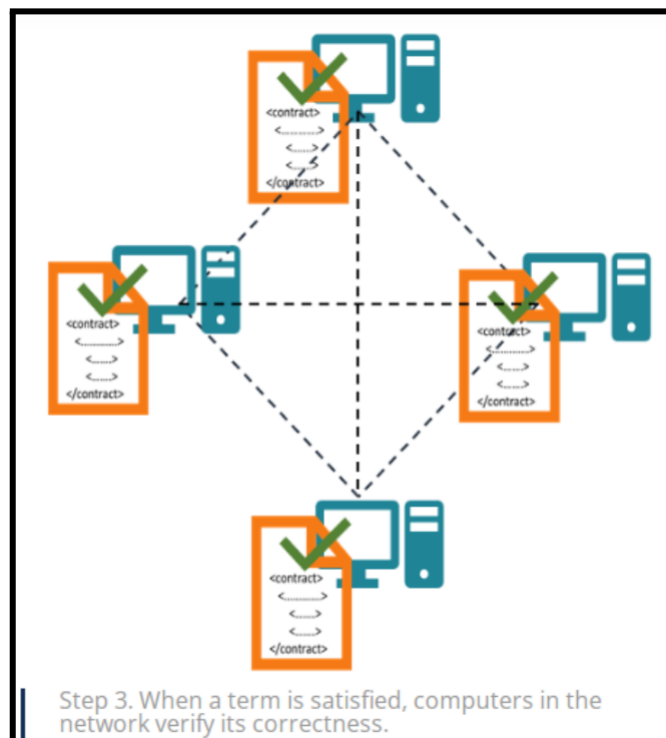 <contract>
<............>
<.......>
<.......>
</contract>
<contract>
<............>
<.......>
<.......>
</contract>
<contract>
<............>
<.......>
<.......>
</contract>
<contract>
<............>
<.......>
<.......>
</contract>
Step 3. When a term is satisfied, computers in the
network verify its correctness.